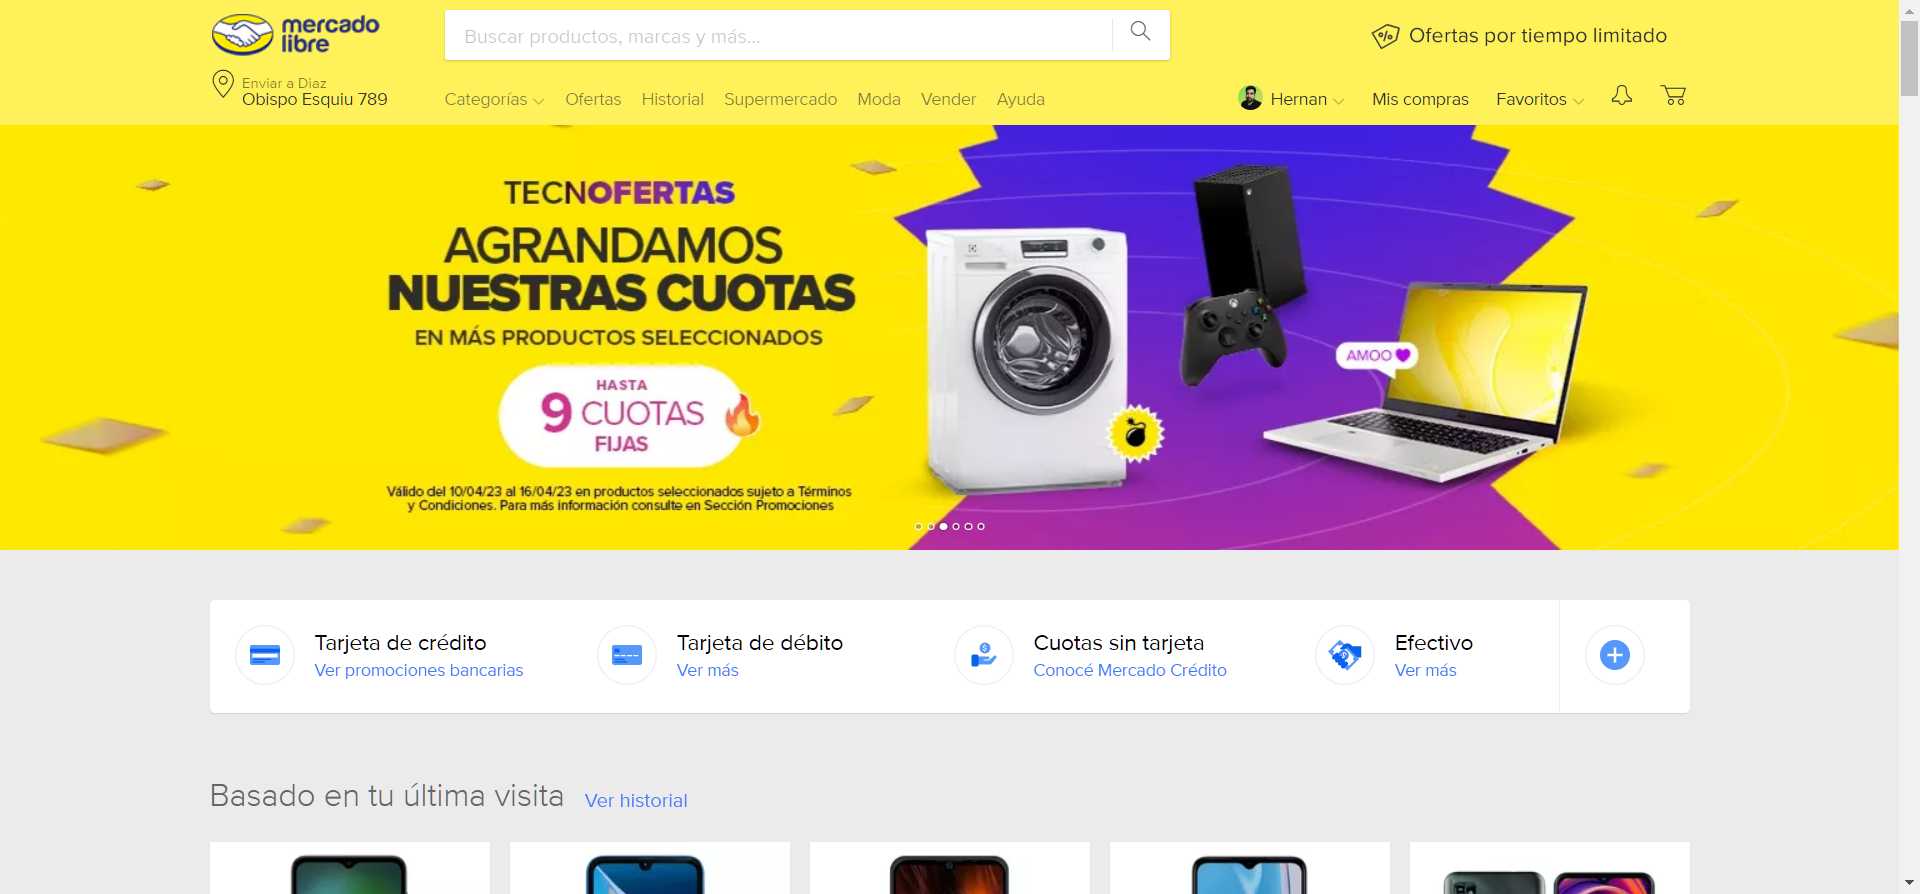 mercado
libre
Buscar productos, marcas y más...
Ofertas por tiempo limitado
Enviar a Diaz
Obispo Esquiu 789
Categorías
Ofertas
Historial
Supermercado
Moda
Vender
Ayuda
Hernan
Mis compras
Favoritos
TECNOFERTAS
AGRANDAMOS
NUESTRAS CUOTAS
EN MÁS PRODUCTOS SELECCIONADOS
HASTA
9 CUOTAS
FIJAS
AMOO
Válido del 10/04/23 al 16/04/23 en productos seleccionados sujeto a Términos
y Condiciones. Para más información consulte en Sección Promociones
Tarjeta de crédito
Ver promociones bancarias
Tarjeta de débito
Ver más
Cuotas sin tarjeta
Conocé Mercado Crédito
Efectivo
Ver más
Basado en tu última visita
Ver historial